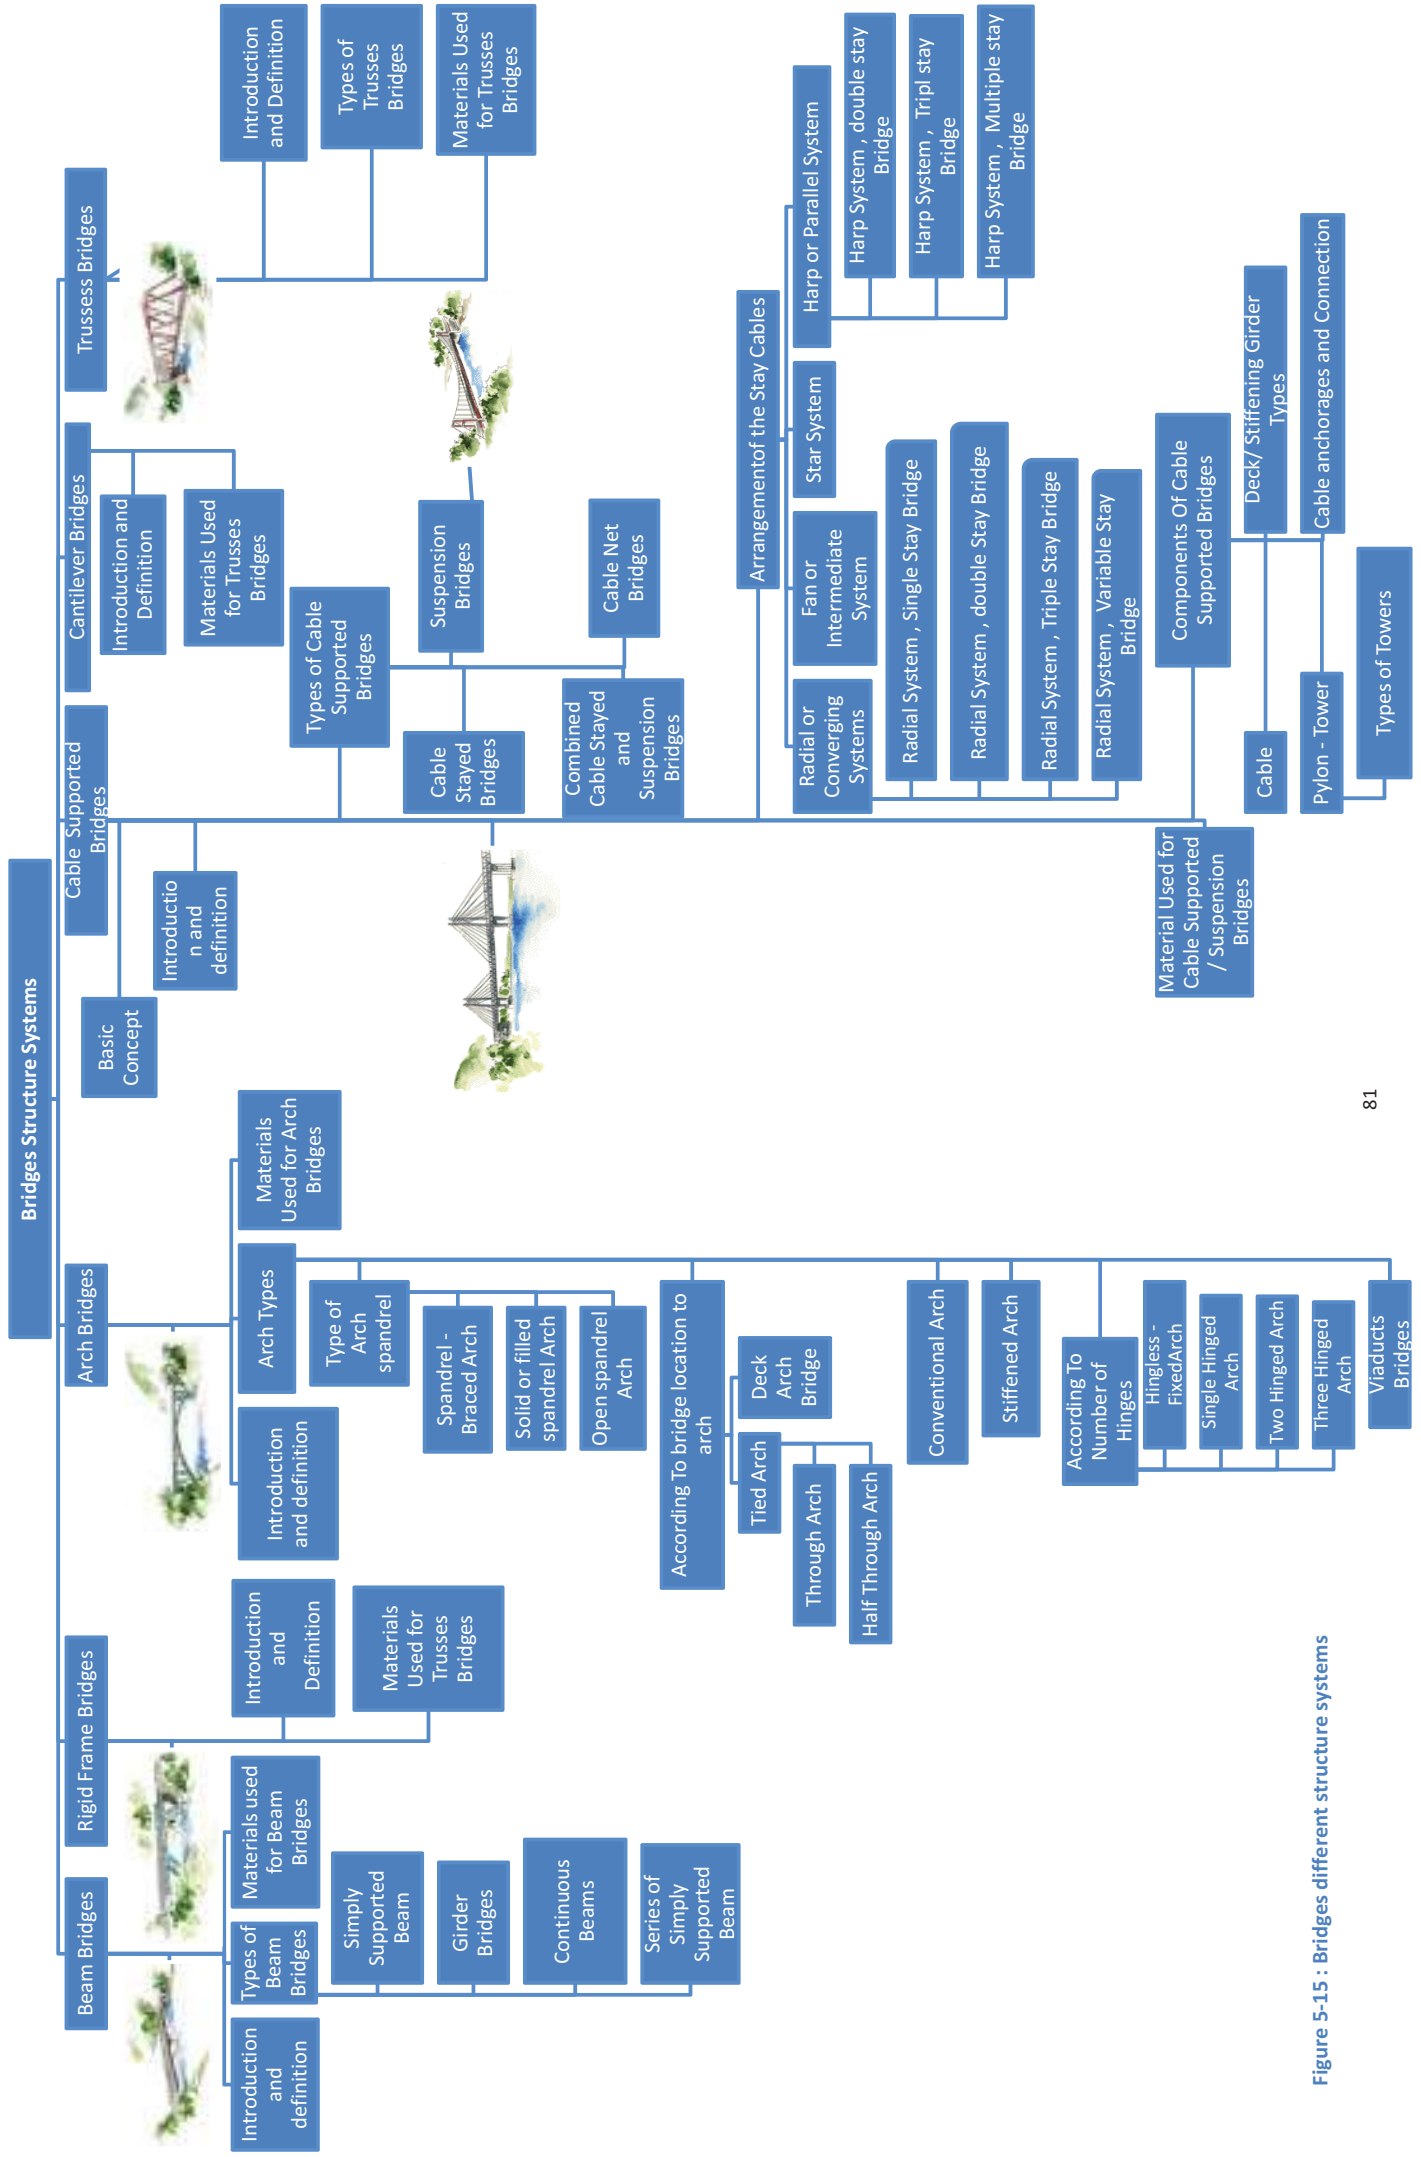 Bridges Structure Systems
Beam Bridges
Introduction
and
definition
Types of
Beam
Bridges
Simply
Supported
Beam
Girder
Bridges
Continuous
Beams
Series of
Simply
Supported
Beam
Materials used
for Beam
Bridges
Rigid Frame Bridges
Introduction
and
Definition
Materials
Used for
Trusses
Bridges
Arch Bridges
Introduction
and definition
Arch Types
Type of
Arch
spandrel
Spandrel -
Braced Arch
Solid or filled
spandrel Arch
Open spandrel
Arch
According To bridge location to
arch
Tied Arch
Through Arch
Half Through Arch
Deck
Arch
Bridge
Conventional Arch
Stiffened Arch
According To
Number of
Hinges
Hingless -
FixedArch
Single Hinged
Arch
Two Hinged Arch
Three Hinged
Arch
Viaducts
Bridges
Materials
Used for Arch
Bridges
Cable Supported
Bridges
Basic
Concept
Introductio
n and
definition
Types of Cable
Supported
Bridges
Cable
Stayed
Bridges
Suspension
Bridges
Combined
Cable Stayed
and
Suspension
Bridges
Cable Net
Bridges
Arrangementof the Stay Cables
Radial or
Converging
Systems
Radial System , Single Stay Bridge
Radial System , double Stay Bridge
Radial System , Triple Stay Bridge
Radial System , Variable Stay
Bridge
Fan or
Intermediate
System
Star System
Harp or Parallel System
Harp System , double stay
Bridge
Harp System , Tripl stay
Bridge
Harp System , Multiple stay
Bridge
Components Of Cable
Supported Bridges
Cable
Deck/ Stiffening Girder
Types
Pylon - Tower
Types of Towers
Cable anchorages and Connection
Material Used for
Cable Supported
/ Suspension
Bridges
Cantilever Bridges
Introduction and
Definition
Materials Used
for Trusses
Bridges
Trussess Bridges
Introduction
and Definition
Types of
Trusses
Bridges
Materials Used
for Trusses
Bridges
Figure 5-15 : Bridges different structure systems
81